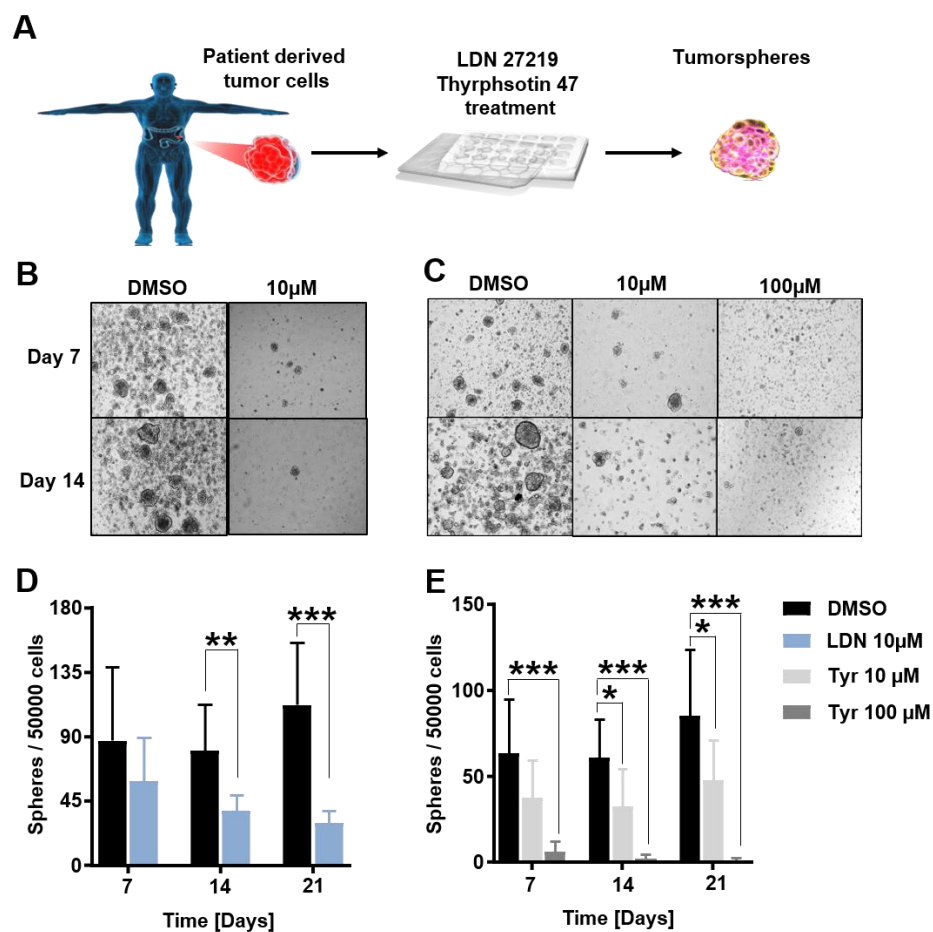 A
Patient derived
tumor cells
LDN 27219
Thyrphsotin 47
treatment
Tumorspheres
B
DMSO
10µM
C
DMSO
10µM
100µM
Day 7
Day 14
D
180
135
90
45
0
Spheres / 50000 cells
**
***
7
14
21
Time [Days]
E
150
100
50
0
Spheres / 50000 cells
***
***
*
***
*
7
14
21
Time [Days]
DMSO
LDN 10µM
Tyr 10 µM
Tyr 100 µM